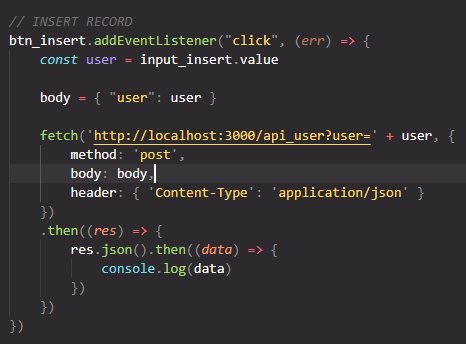 // INSERT RECORD
btn_insert.addEventListener("click", (err) => {
    const user = input_insert.value

    body = { "user": user }

    fetch('http://localhost:3000/api_user?user=' + user, {
        method: 'post',
        body: body,
        header: { 'Content-Type': 'application/json' }
    })
    .then((res) => {
        res.json().then((data) => {
            console.log(data)
        })
    })
})